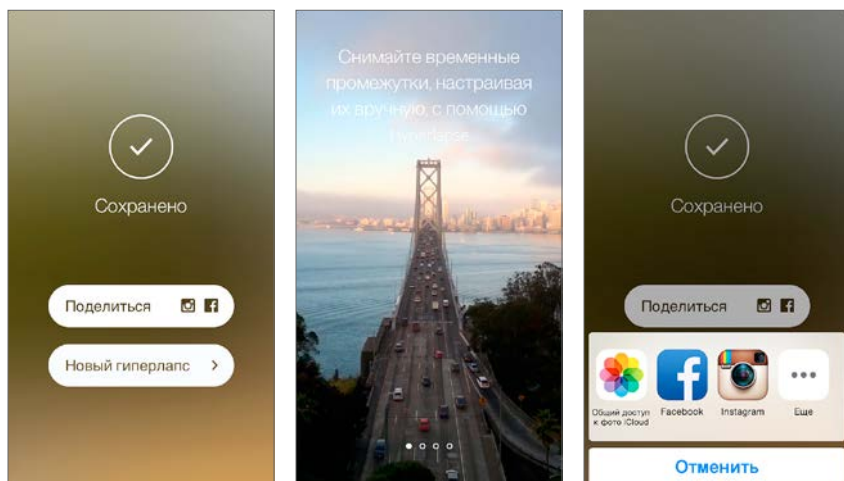 Сохранено
Поделиться
Новый гиперлапс
Снимайте временные
промежутки, настраивая
их вручную, с помощью
Hyperlapse
Сохранено
Поделиться
Общий доступ
к фото iCloud
Facebook
Instagram
Еще
Отменить